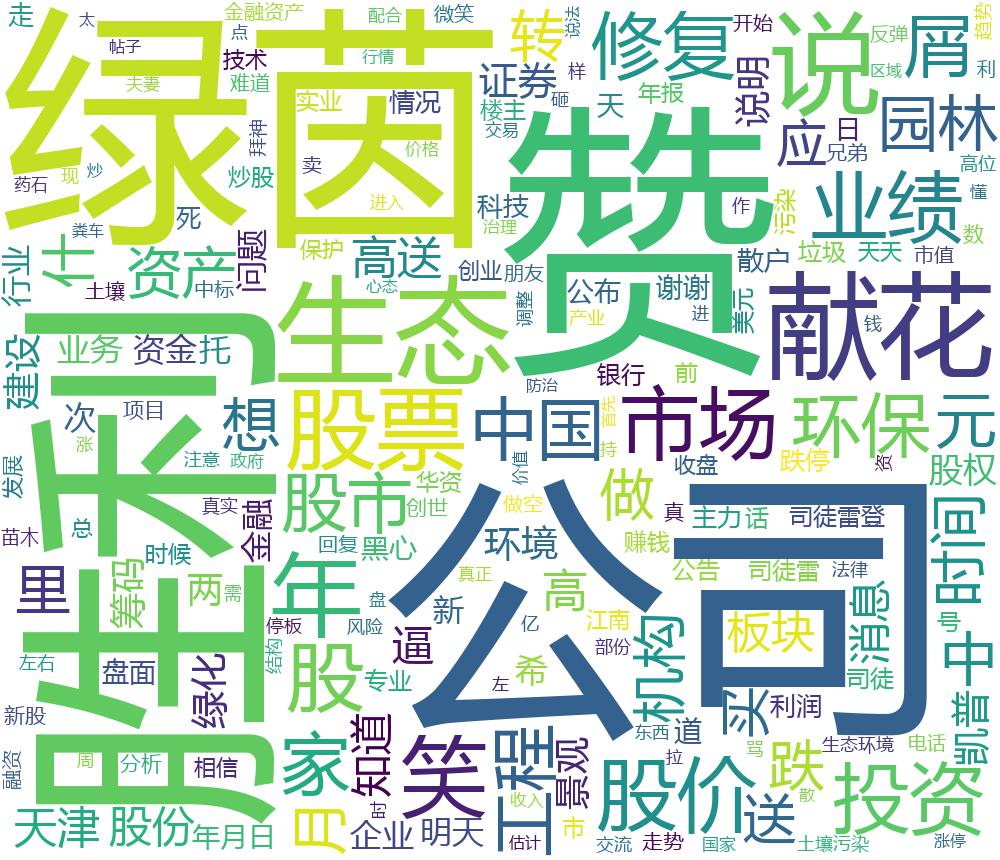 走
太
帖子
金融资产
点
配合
微笑
转
说法
修复
开始
说
反弹
屑
趋势
绿茵
技术
夫妻
难道
行情
证券
样
砸
楼主
交易
天
年报
说明
区域
利
实业
情况
应
日
兄弟
园林
高位
拜神
卖
价格
赞
药石
现
炒
炒股
进入
科技
治理
作
污染
业绩
懂
数
粪车
死
保护
高送
创业
朋友
散户
垃圾
天天
市值
什
行业
土壤
资产
中标
问题
心态
调整
公布
谢谢
产业
进
美元
献花
钱
生态
胜利
建设
业务
资金
托
次
项目
想
股票
中国
银行
防治
前
首先
持
市场
环保
元
涨
发展
注意
政府
苗木
总
真实
时候
金融
股市
华资
创世
回复
黑心
价值
做空
环境
做
收盘
真
赚钱
跌停
主力
话
资
股权
司徒雷登
公告
司徒雷
法律
时间
里
筹码
两
需
年
停板
盘
风险
真正
新
高
亿
江南
部份
公司
板块
消息
号
左右
盘面
绿化
结构
股
专业
逼
希
左
机构
东西
道
买
利润
司徒
凯普
中
新股
融资
周
分析
相信
家
知道
笑
工程
景观
收入
拉
骂
生态环境
电话
跌
散
天津
股份
年月日
月
时
企业
明天
估计
市
股价
交流
走势
国家
送
投资
土壤污染
涨停